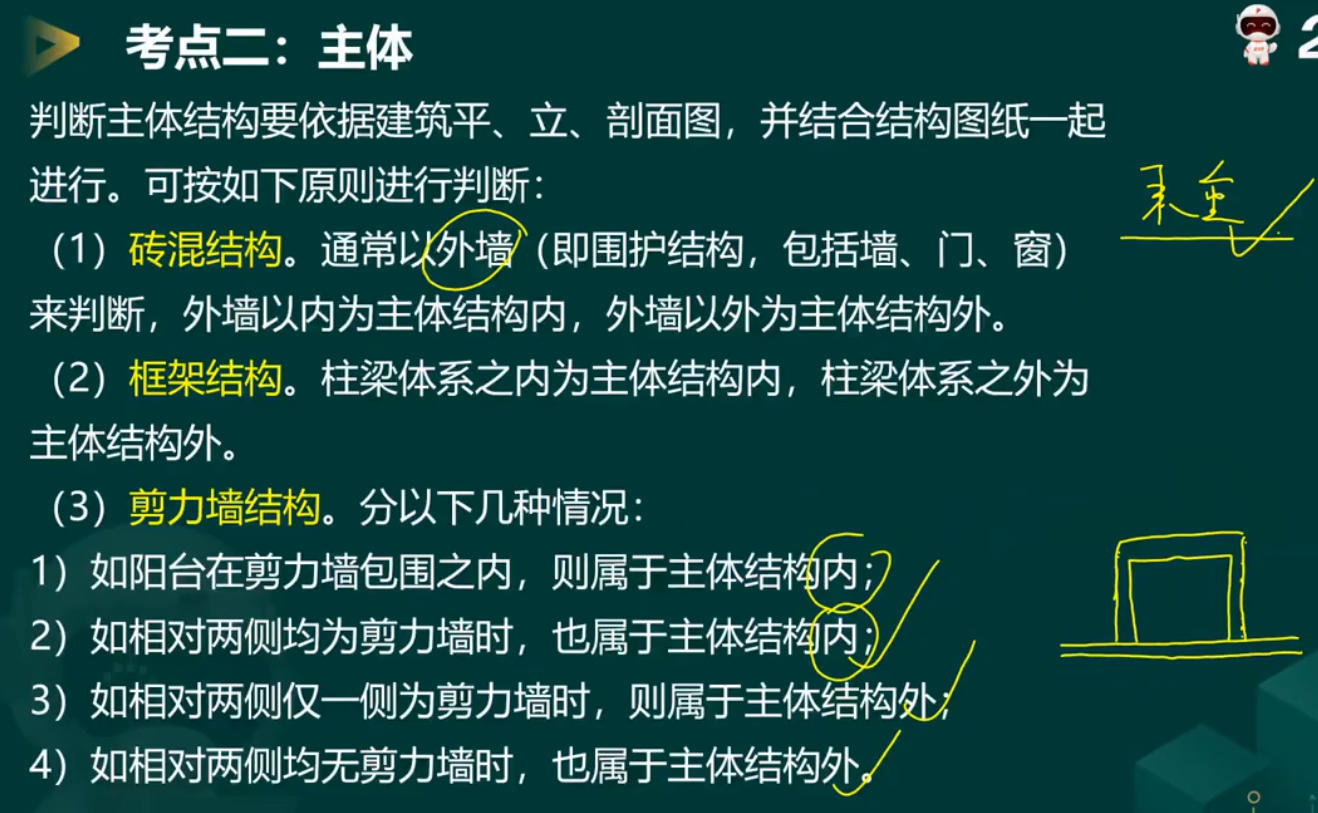 考点二：主体
2
判断主体结构要依据建筑平、立、剖面图，并结合结构图纸一起
进行。可按如下原则进行判断：
承重
（1）砖混结构。通常以外墙（即围护结构，包括墙、门、窗）
来判断，外墙以内为主体结构内，外墙以外为主体结构外。
（2）框架结构。柱梁体系之内为主体结构内，柱梁体系之外为
主体结构外。
（3）剪力墙结构。分以下几种情况：
1）如阳台在剪力墙包围之内，则属于主体结构内；
2）如相对两侧均为剪力墙时，也属于主体结构内；
3）如相对两侧仅一侧为剪力墙时，则属于主体结构外；
4）如相对两侧均无剪力墙时，也属于主体结构外。